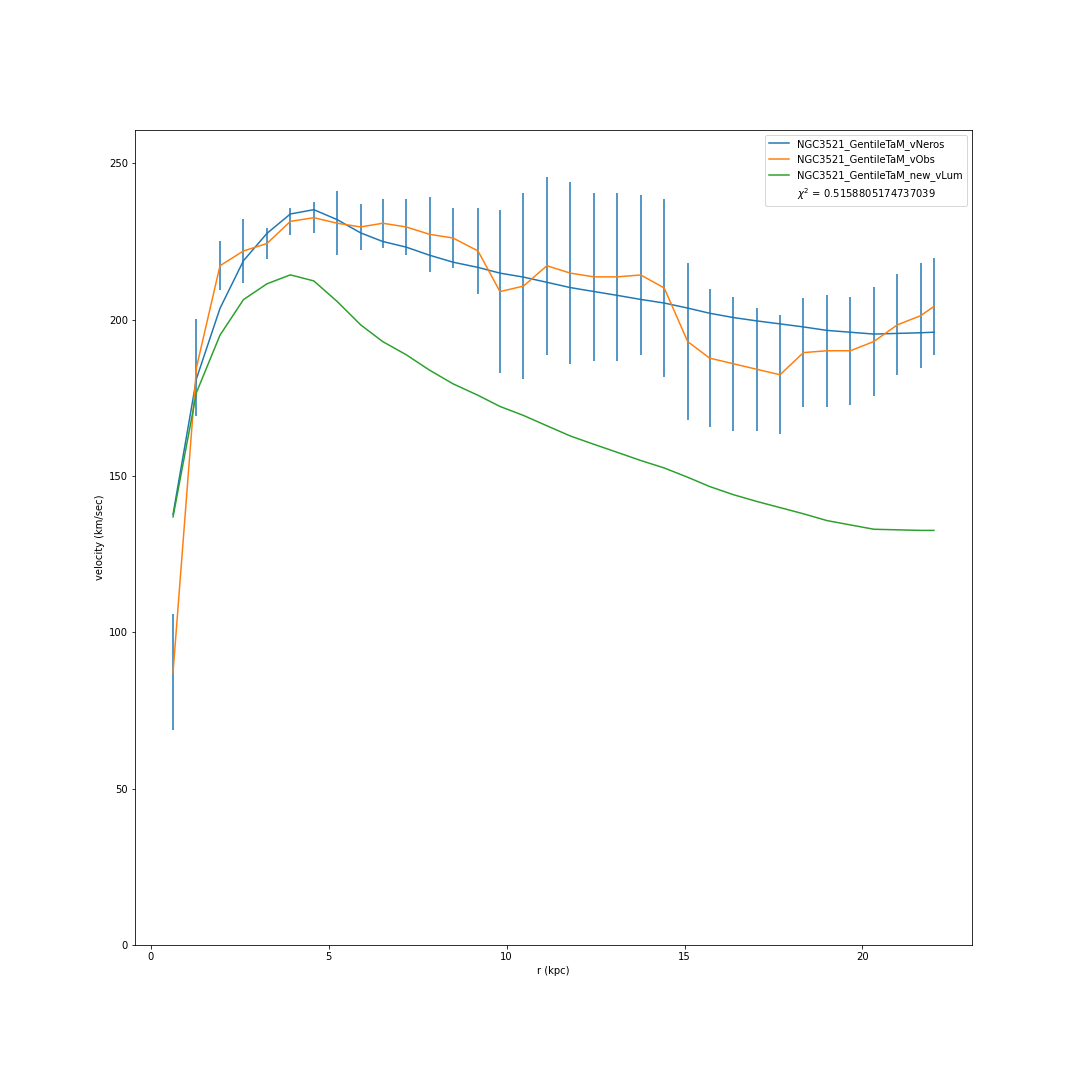 NGC3521_GentileTaM_vNeros
NGC3521_GentileTaM_vObs
NGC3521_GentileTaM_new_vLum
χ² = 0.5158805174737039
250
200
150
100
50
0
velocity (km/sec)
0 5 10 15 20
r (kpc)